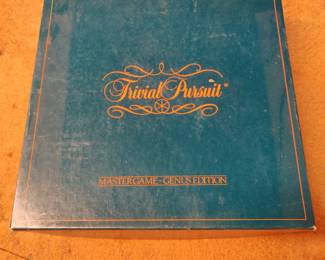 Trivial Pursuit®
MASTER GAME - GENUS EDITION